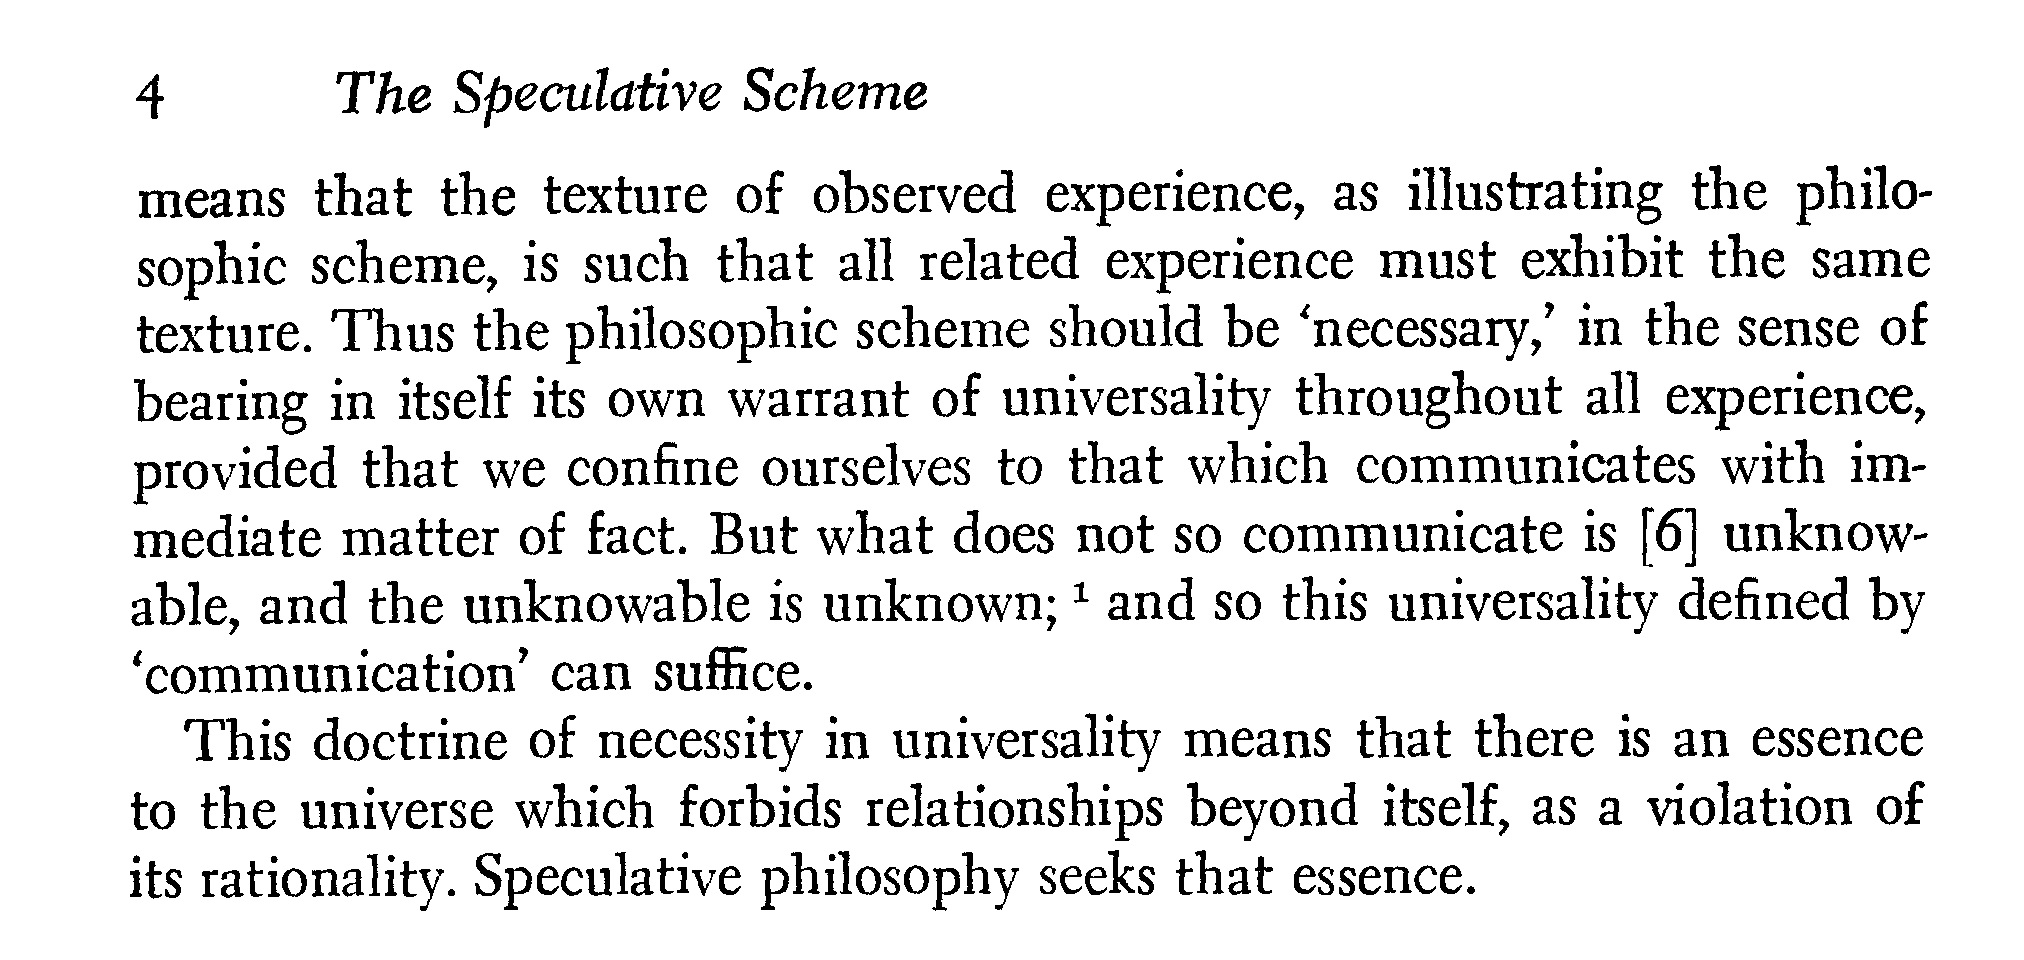 4 The Speculative Scheme
means that the texture of observed experience, as illustrating the philo-
sophic scheme, is such that all related experience must exhibit the same
texture. Thus the philosophic scheme should be ‘necessary,’ in the sense of
bearing in itself its own warrant of universality throughout all experience,
provided that we confine ourselves to that which communicates with im-
mediate matter of fact. But what does not so communicate is [6] unknow-
able, and the unknowable is unknown; ¹ and so this universality defined by
‘communication’ can suffice.
This doctrine of necessity in universality means that there is an essence
to the universe which forbids relationships beyond itself, as a violation of
its rationality. Speculative philosophy seeks that essence.